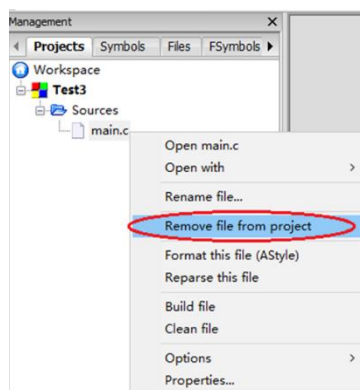 Management
Projects Symbols Files FSymbols
Workspace
Test3
Sources
main.c
Open main.c
Open with
Rename file...
Remove file from project
Format this file (AStyle)
Reparse this file
Build file
Clean file
Options
Properties...